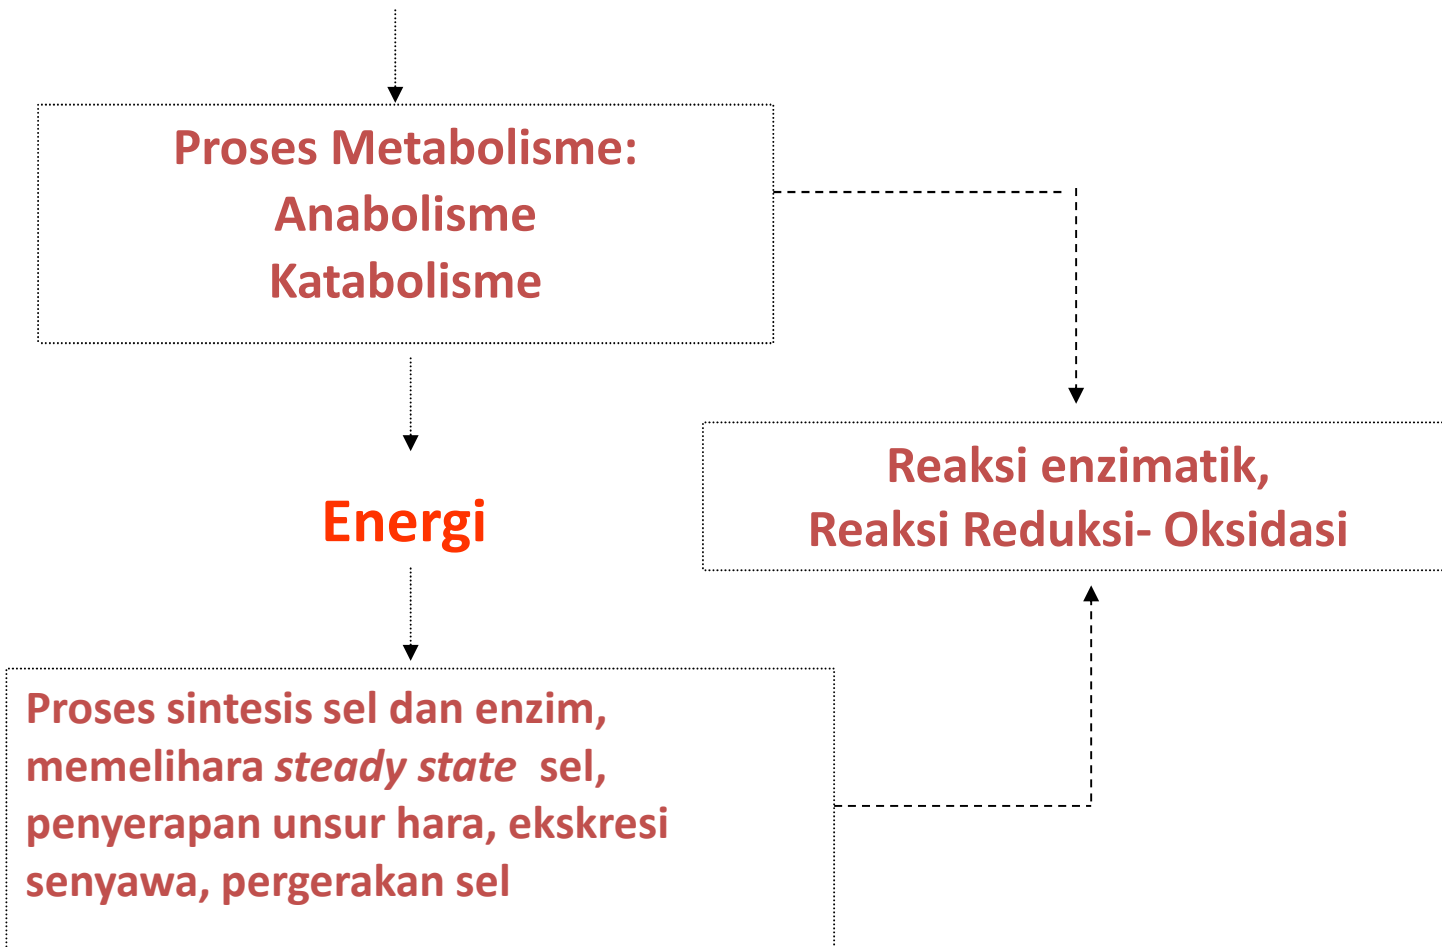 Proses Metabolisme:
Anabolisme
Katabolisme
Energi
Reaksi enzimatik,
Reaksi Reduksi- Oksidasi
Proses sintesis sel dan enzim,
memelihara steady state sel,
penyerapan unsur hara, ekskresi
senyawa, pergerakan sel